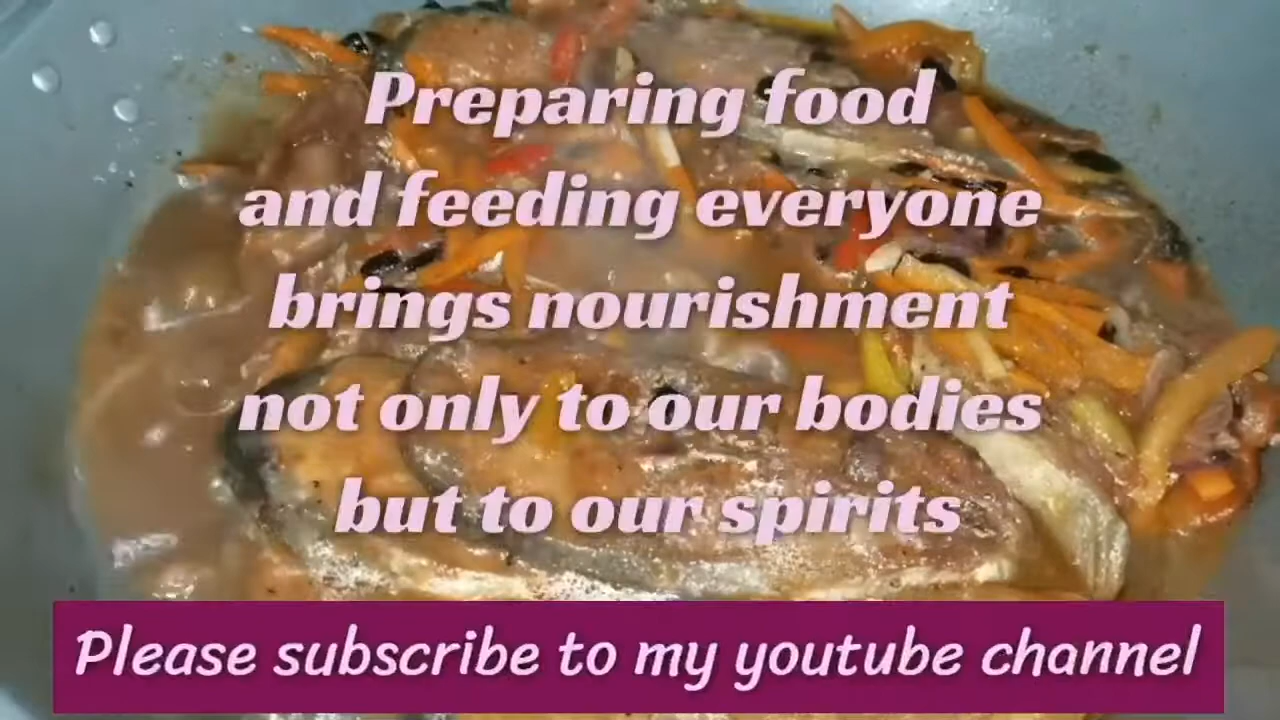 Preparing food
and feeding everyone
brings nourishment
not only to our bodies
but to our spirits
Please subscribe to my youtube channel